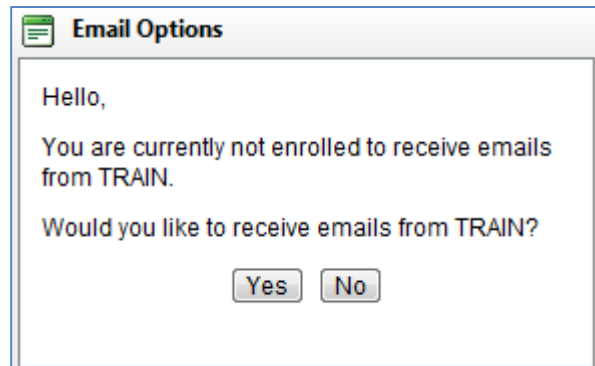 Email Options
Hello,
You are currently not enrolled to receive emails
from TRAIN.
Would you like to receive emails from TRAIN?
Yes No